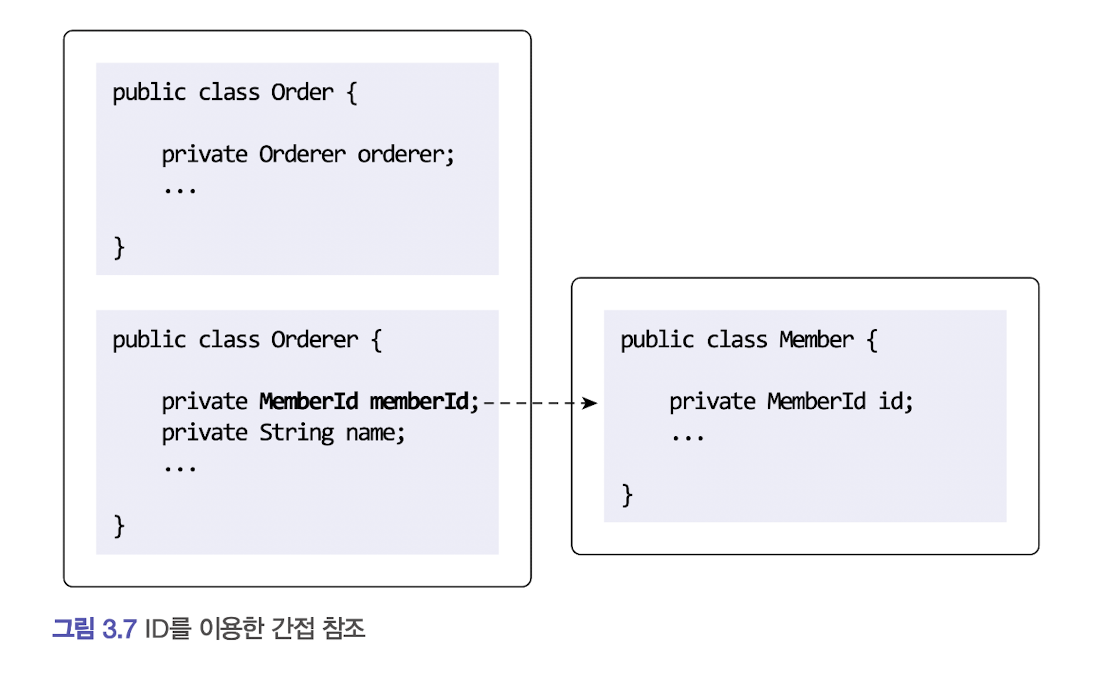 public class Order {
private Orderer orderer;
...
}
public class Orderer {
private MemberId memberId;
private String name;
...
}
public class Member {
private MemberId id;
...
}
그림 3.7 ID를 이용한 간접 참조